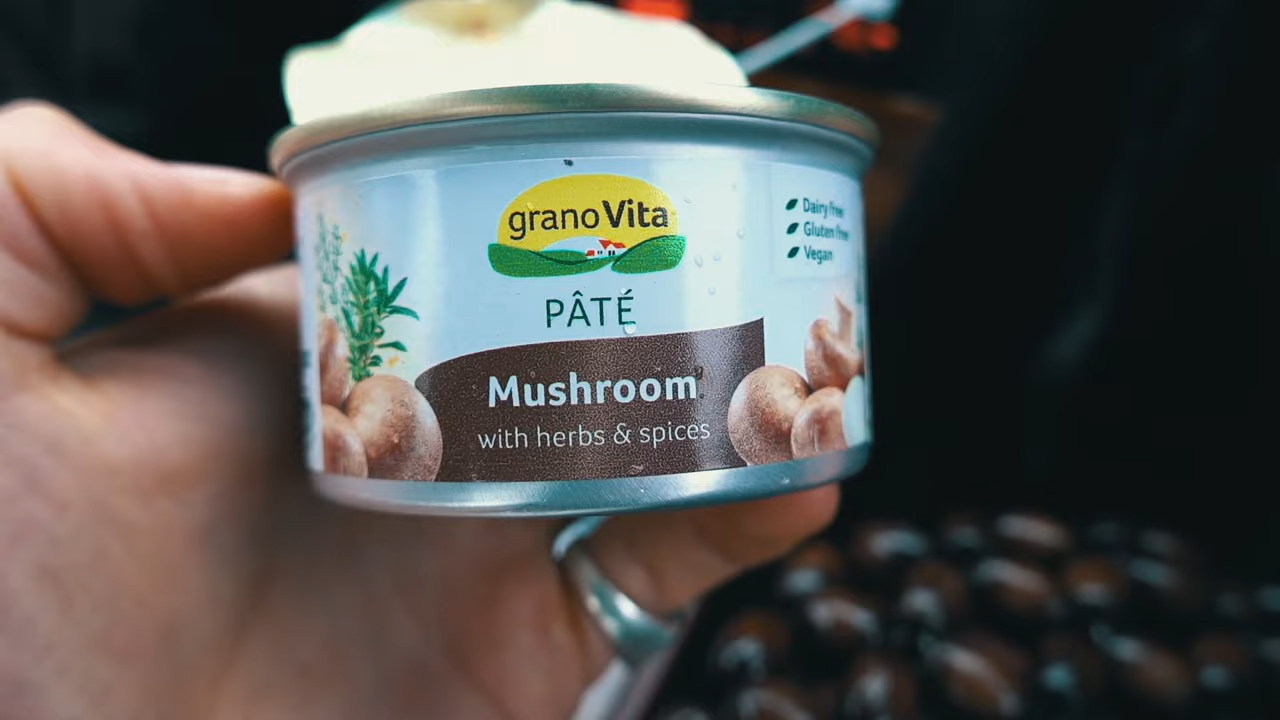 granoVita
PÂTÉ
Mushroom
with herbs & spices
Dairy free
Gluten free
Vegan